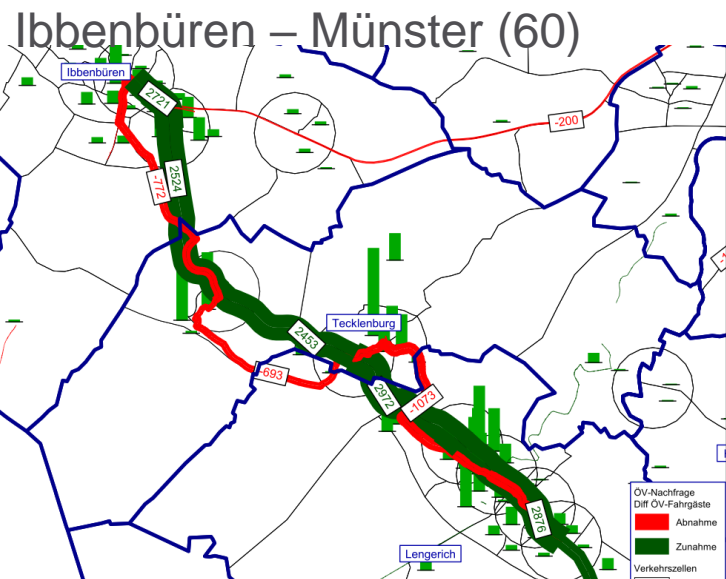 Ibbenbüren – Münster (60)
Ibbenbüren
2721
-200
-772
2524
Tecklenburg
2453
-693
2972
-1073
2876
Lengerich
ÖV-Nachfrage
Diff ÖV-Fahrgäste
Abnahme
Zunahme
Verkehrszellen